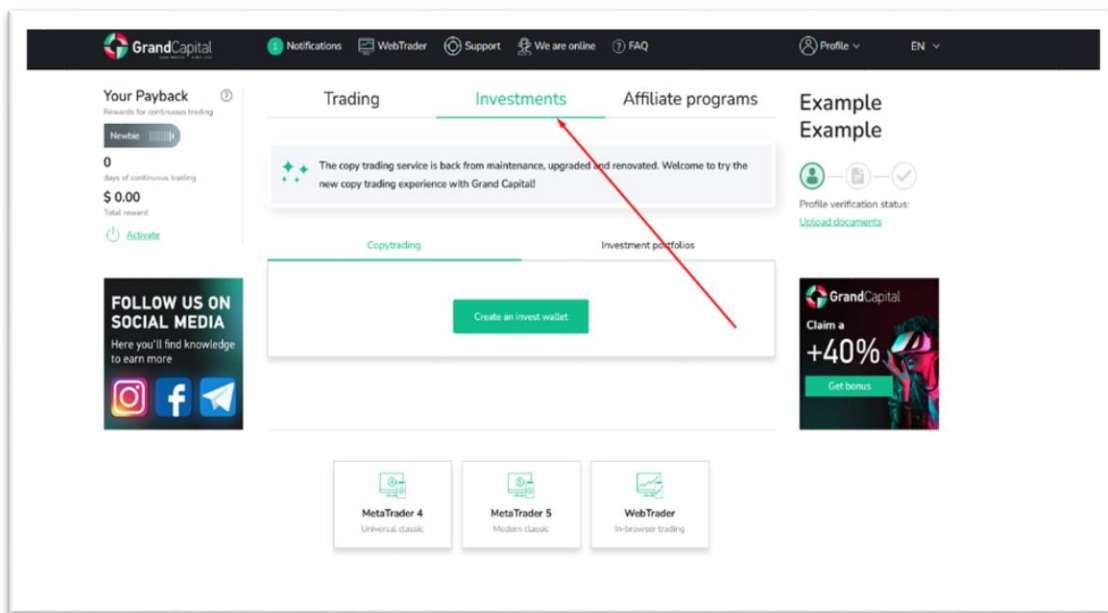 GrandCapital
1 Notifications
WebTrader
Support
We are online
? FAQ
Profile
EN
Your Payback ?
Rewards for continuous trading
Newbie
0
days of continuous trading
$ 0.00
Total reward
Activate
FOLLOW US ON
SOCIAL MEDIA
Here you'll find knowledge
to earn more
Trading
Investments
Affiliate programs
The copy trading service is back from maintenance, upgraded and renovated. Welcome to try the
new copy trading experience with Grand Capital!
Copytrading
Investment portfolios
Create an invest wallet
MetaTrader 4
Universal classic
MetaTrader 5
Modern classic
WebTrader
In-browser trading
Example
Example
Profile verification status:
Upload documents
GrandCapital
Claim a
+40%
Get bonus